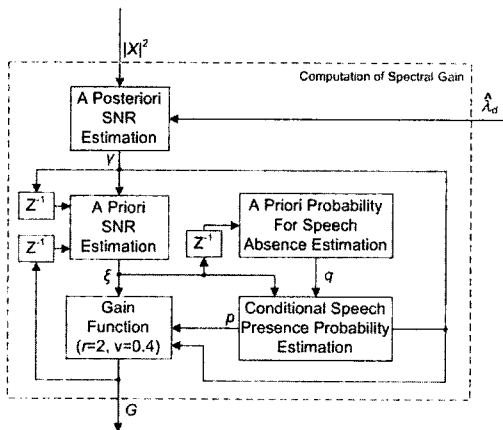 |X|²
Computation of Spectral Gain
A Posteriori
SNR
Estimation
λ̂d
γ
Z⁻¹
A Priori
SNR
Estimation
Z⁻¹
Z⁻¹
A Priori Probability
For Speech
Absence Estimation
ξ
q
Gain
Function
(r=2, v=0.4)
p
Conditional Speech
Presence Probability
Estimation
G